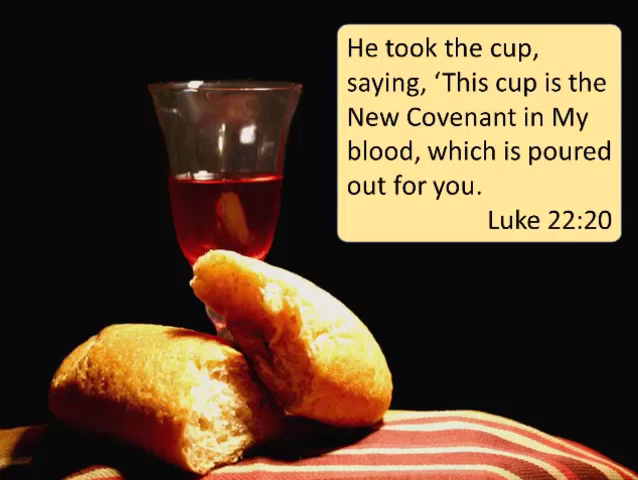 He took the cup,
saying, ‘This cup is the
New Covenant in My
blood, which is poured
out for you.
Luke 22:20